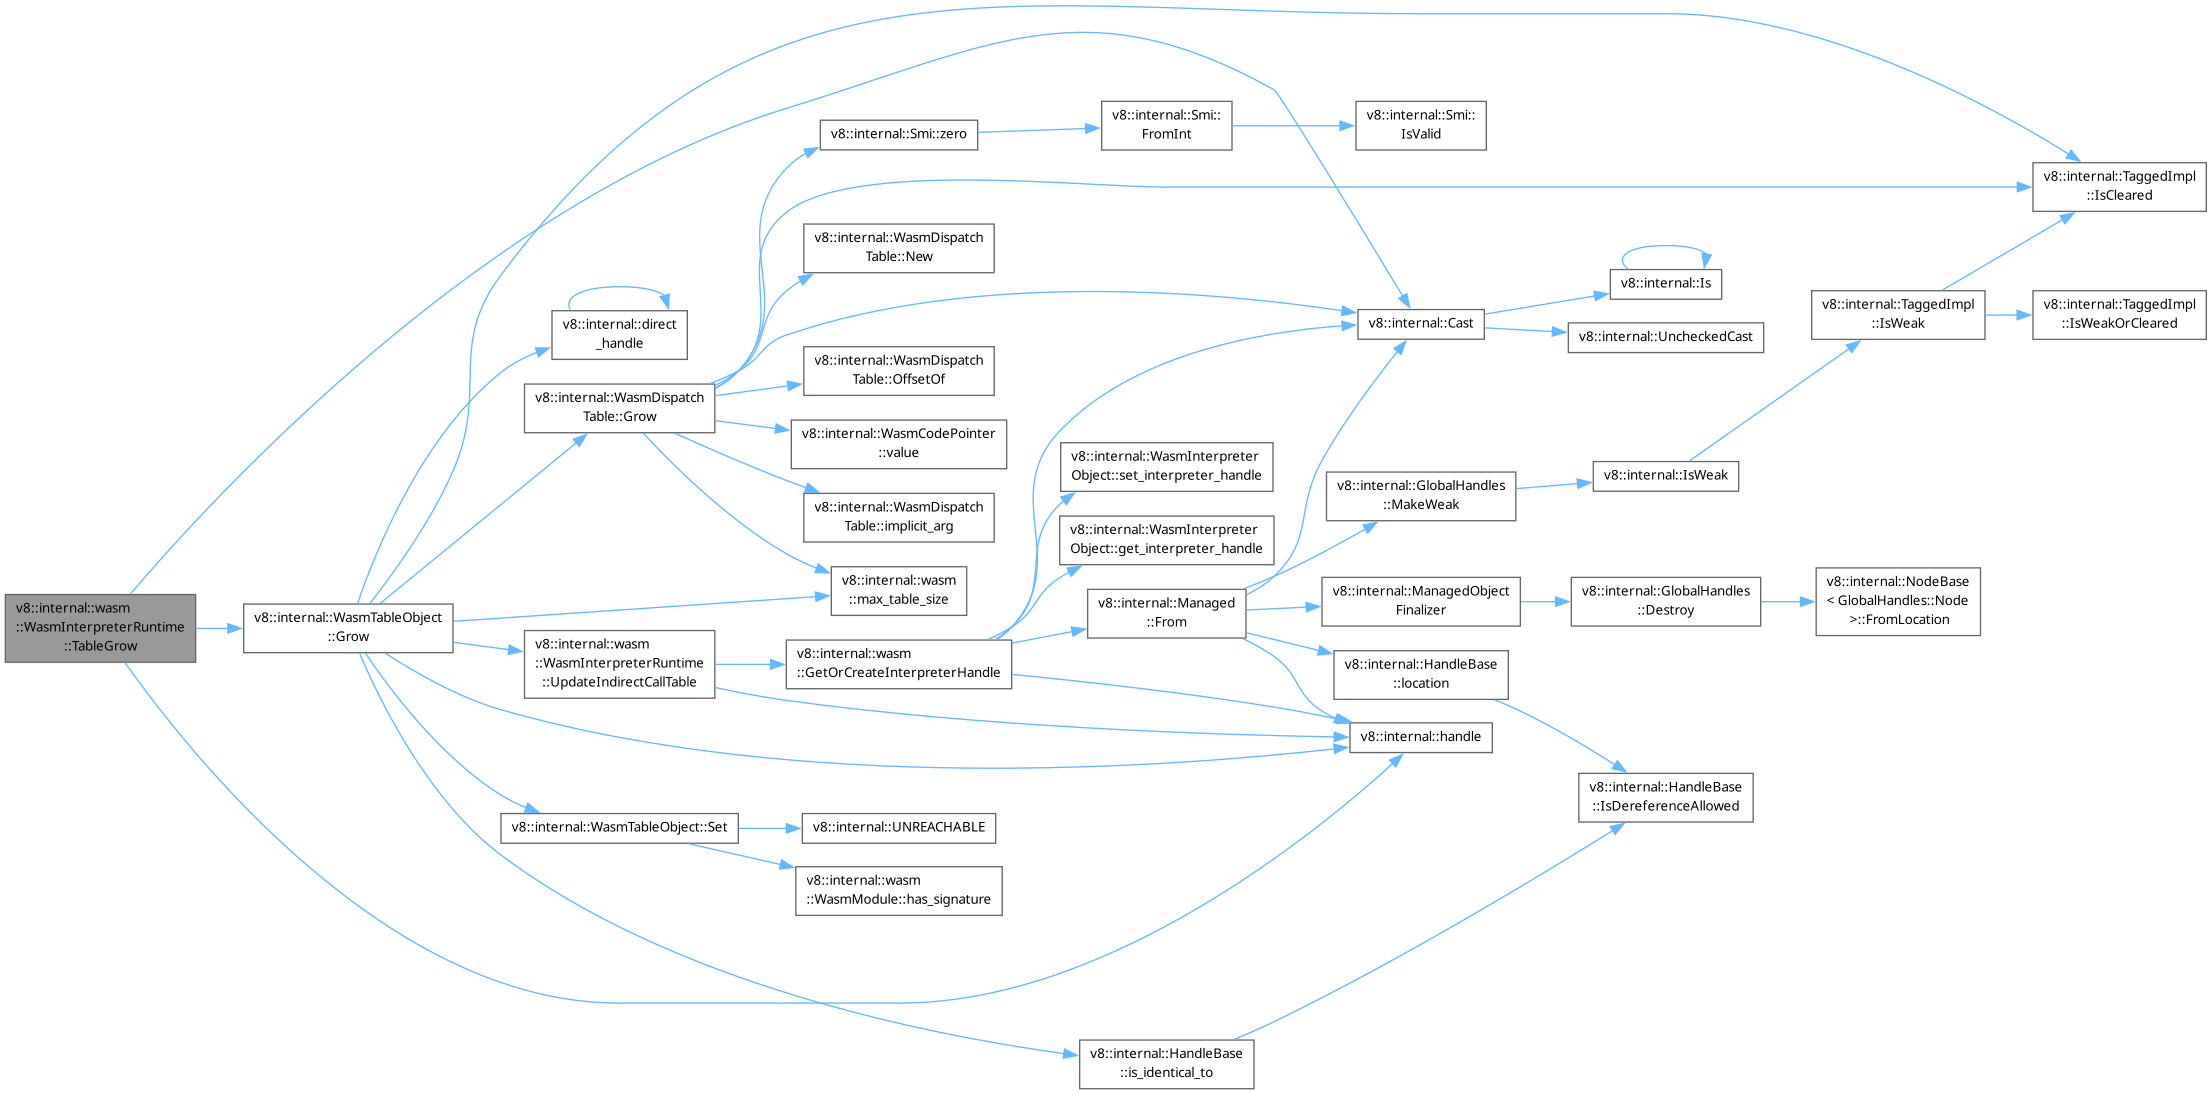 v8::internal::wasm
::WasmInterpreterRuntime
::TableGrow
v8::internal::WasmTableObject
::Grow
v8::internal::direct
_handle
v8::internal::WasmDispatch
Table::Grow
v8::internal::wasm
::WasmInterpreterRuntime
::UpdateIndirectCallTable
v8::internal::WasmTableObject::Set
v8::internal::Smi::zero
v8::internal::WasmDispatch
Table::New
v8::internal::WasmDispatch
Table::OffsetOf
v8::internal::WasmCodePointer
::value
v8::internal::WasmDispatch
Table::implicit_arg
v8::internal::wasm
::max_table_size
v8::internal::wasm
::GetOrCreateInterpreterHandle
v8::internal::UNREACHABLE
v8::internal::wasm
::WasmModule::has_signature
v8::internal::Smi::
FromInt
v8::internal::WasmInterpreter
Object::set_interpreter_handle
v8::internal::WasmInterpreter
Object::get_interpreter_handle
v8::internal::Managed
::From
v8::internal::HandleBase
::is_identical_to
v8::internal::Smi::
IsValid
v8::internal::Cast
v8::internal::GlobalHandles
::MakeWeak
v8::internal::ManagedObject
Finalizer
v8::internal::HandleBase
::location
v8::internal::handle
v8::internal::Is
v8::internal::UncheckedCast
v8::internal::IsWeak
v8::internal::GlobalHandles
::Destroy
v8::internal::HandleBase
::IsDereferenceAllowed
v8::internal::TaggedImpl
::IsWeak
v8::internal::NodeBase
< GlobalHandles::Node
>::FromLocation
v8::internal::TaggedImpl
::IsCleared
v8::internal::TaggedImpl
::IsWeakOrCleared